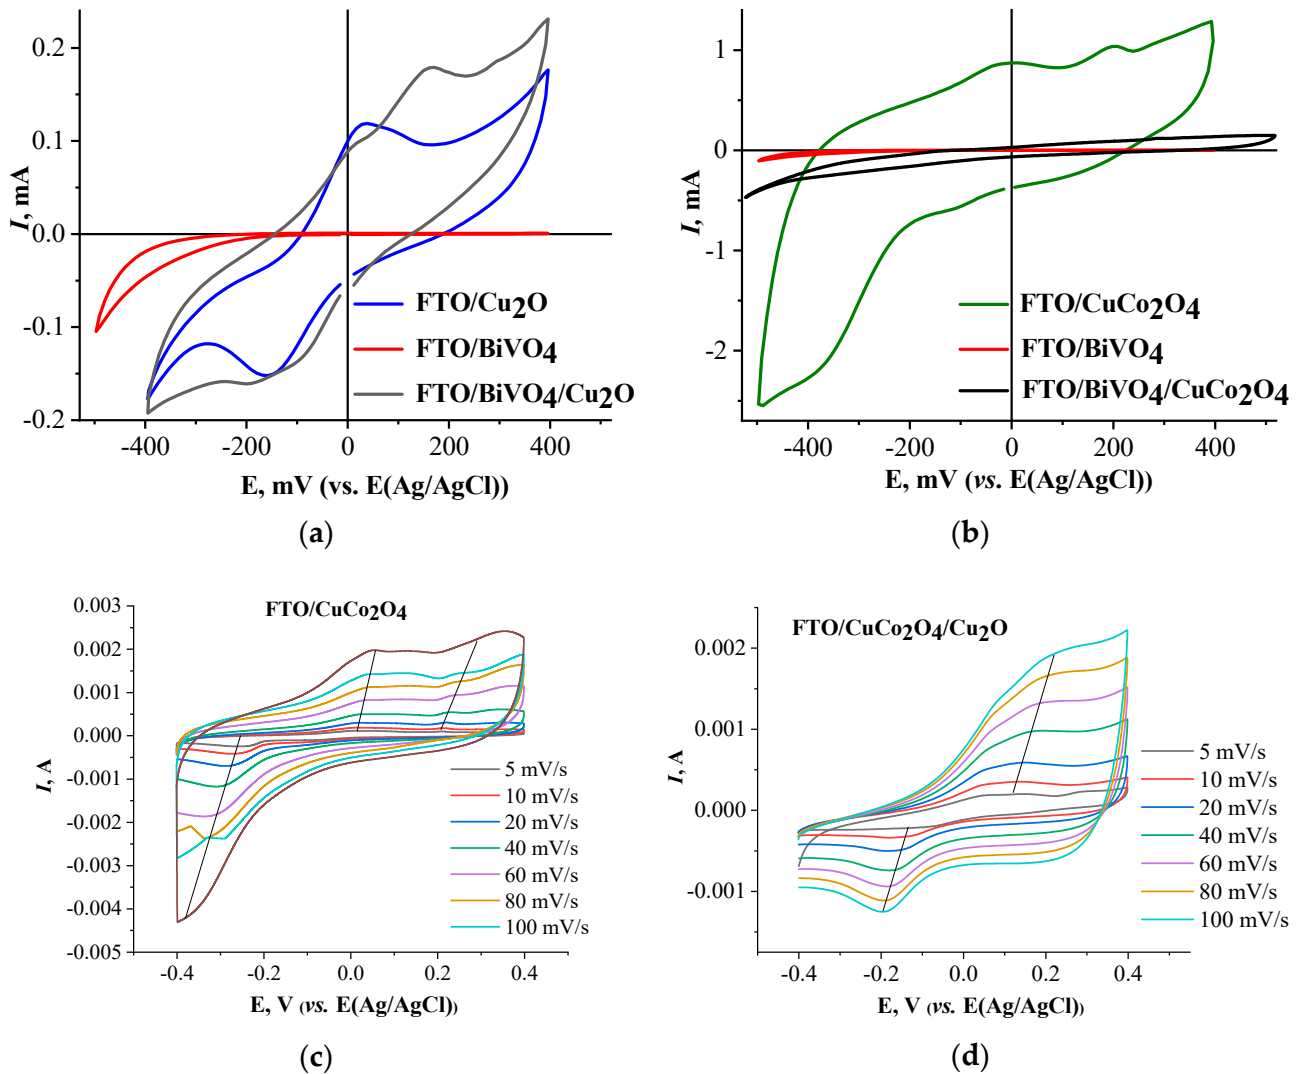 0.2
0.1
0.0
-0.1
-0.2
I, mA
-400
-200
0
200
400
E, mV (vs. E(Ag/AgCl))
FTO/Cu2O
FTO/BiVO4
FTO/BiVO4/Cu2O
(a)
1
0
-1
-2
I, mA
-400
-200
0
200
400
E, mV (vs. E(Ag/AgCl))
FTO/CuCo2O4
FTO/BiVO4
FTO/BiVO4/CuCo2O4
(b)
FTO/CuCo2O4
0.003
0.002
0.001
0.000
-0.001
-0.002
-0.003
-0.004
-0.005
I, A
5 mV/s
10 mV/s
20 mV/s
40 mV/s
60 mV/s
80 mV/s
100 mV/s
-0.4
-0.2
0.0
0.2
0.4
E, V (vs. E(Ag/AgCl))
(c)
FTO/CuCo2O4/Cu2O
0.002
0.001
0.000
-0.001
I, A
5 mV/s
10 mV/s
20 mV/s
40 mV/s
60 mV/s
80 mV/s
100 mV/s
-0.4
-0.2
0.0
0.2
0.4
E, V (vs. E(Ag/AgCl))
(d)